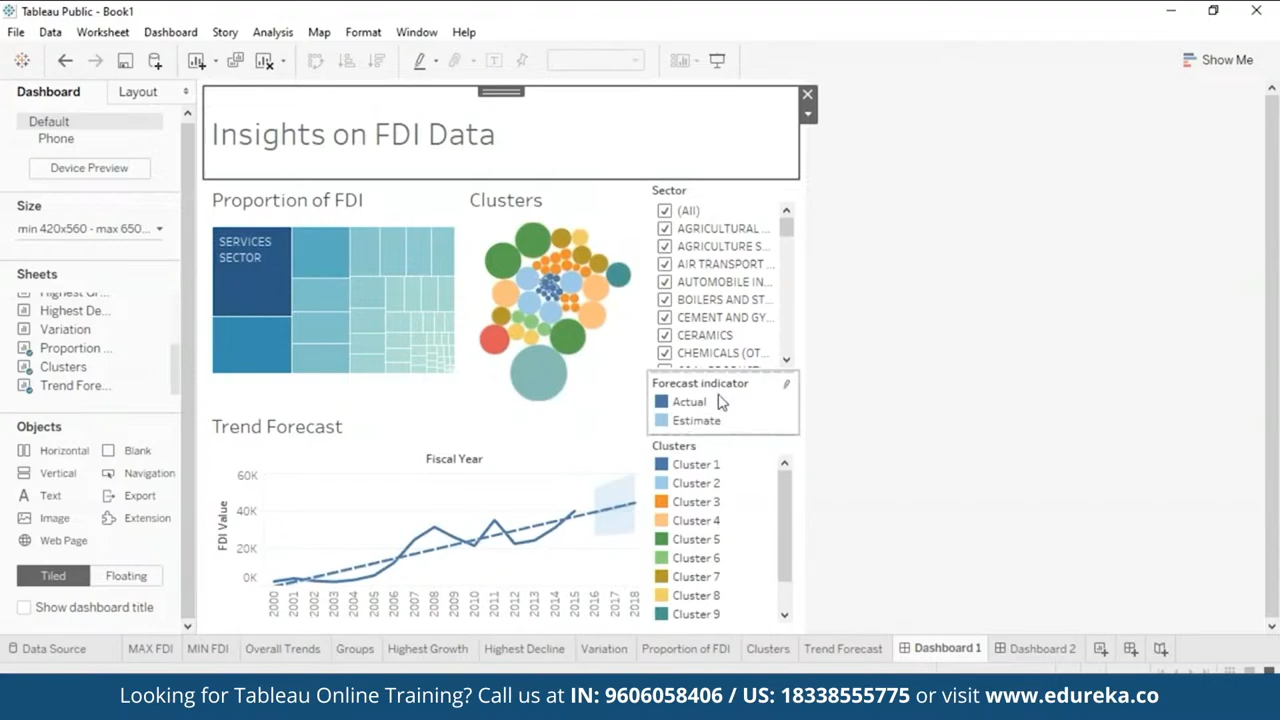 Tableau Public - Book1
File Data Worksheet Dashboard Story Analysis Map Format Window Help
Show Me
Dashboard Layout
Default
Phone
Device Preview
Size
min 420x560 - max 650...
Sheets
Highest De...
Variation
Proportion ...
Clusters
Trend Fore...
Objects
Horizontal Blank
Vertical Navigation
Text Export
Image Extension
Web Page
Tiled Floating
Show dashboard title
Insights on FDI Data
Proportion of FDI
SERVICES
SECTOR
Clusters
Sector
(All)
AGRICULTURAL ...
AGRICULTURE S...
AIR TRANSPORT ...
AUTOMOBILE IN...
BOILERS AND ST...
CEMENT AND GY...
CERAMICS
CHEMICALS (OT...
Forecast indicator
Actual
Estimate
Trend Forecast
Fiscal Year
FDI Value
60K
40K
20K
0K
2000 2001 2002 2003 2004 2005 2006 2007 2008 2009 2010 2011 2012 2013 2014 2015 2016 2017 2018
Clusters
Cluster 1
Cluster 2
Cluster 3
Cluster 4
Cluster 5
Cluster 6
Cluster 7
Cluster 8
Cluster 9
Data Source MAX FDI MIN FDI Overall Trends Groups Highest Growth Highest Decline Variation Proportion of FDI Clusters Trend Forecast Dashboard 1 Dashboard 2
Looking for Tableau Online Training? Call us at IN: 9606058406 / US: 18338555775 or visit www.edureka.co